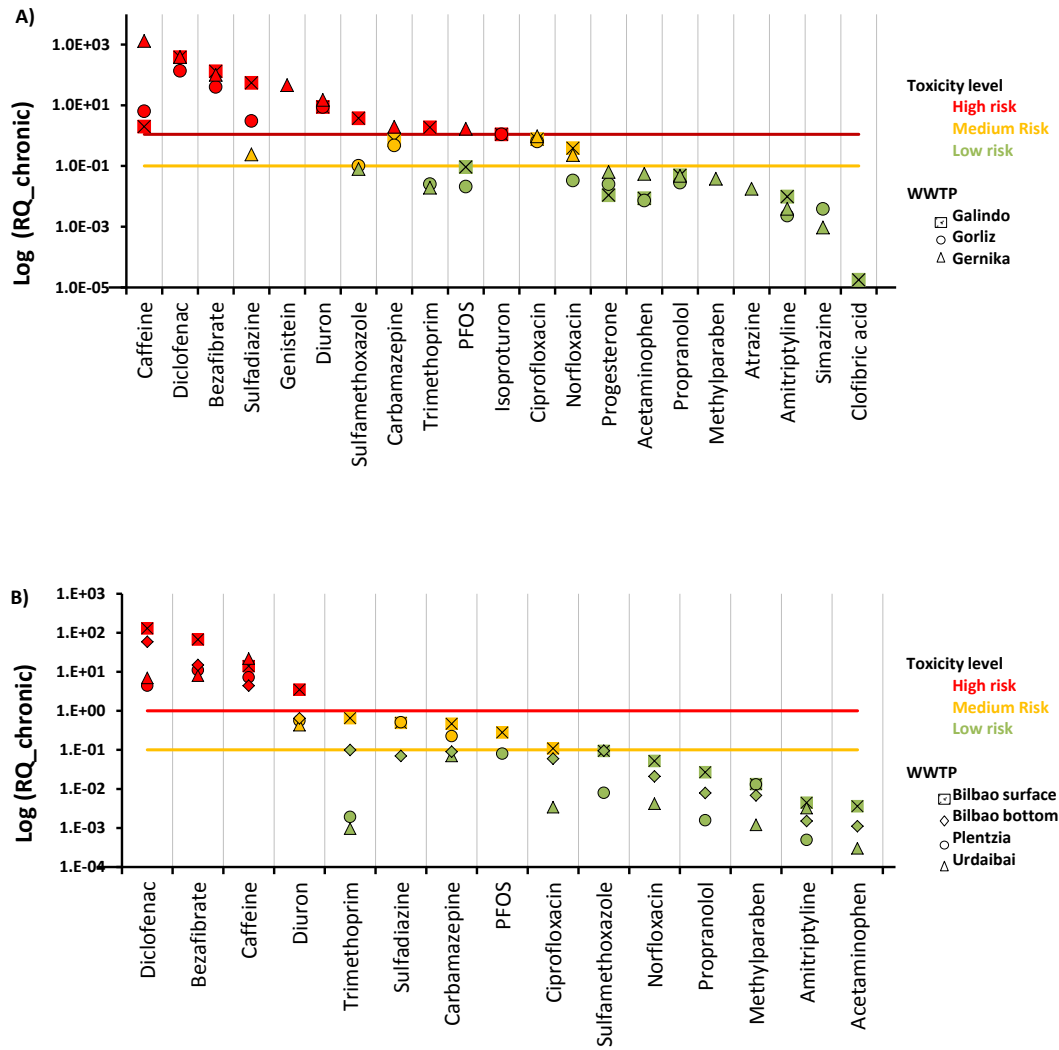 A)
Log (RQ_chronic)
1.0E+03
1.0E+01
1.0E-01
1.0E-03
1.0E-05
Caffeine
Diclofenac
Bezafibrate
Sulfadiazine
Genistein
Diuron
Sulfamethoxazole
Carbamazepine
Trimethoprim
PFOS
Isoproturon
Ciprofloxacin
Norfloxacin
Progesterone
Acetaminophen
Propranolol
Methylparaben
Atrazine
Amitriptyline
Simazine
Clofibric acid
Toxicity level
High risk
Medium Risk
Low risk
WWTP
Galindo
Gorliz
Gernika
B)
Log (RQ_chronic)
1.E+03
1.E+02
1.E+01
1.E+00
1.E-01
1.E-02
1.E-03
1.E-04
Diclofenac
Bezafibrate
Caffeine
Diuron
Trimethoprim
Sulfadiazine
Carbamazepine
PFOS
Ciprofloxacin
Sulfamethoxazole
Norfloxacin
Propranolol
Methylparaben
Amitriptyline
Acetaminophen
Toxicity level
High risk
Medium Risk
Low risk
WWTP
Bilbao surface
Bilbao bottom
Plentzia
Urdaibai